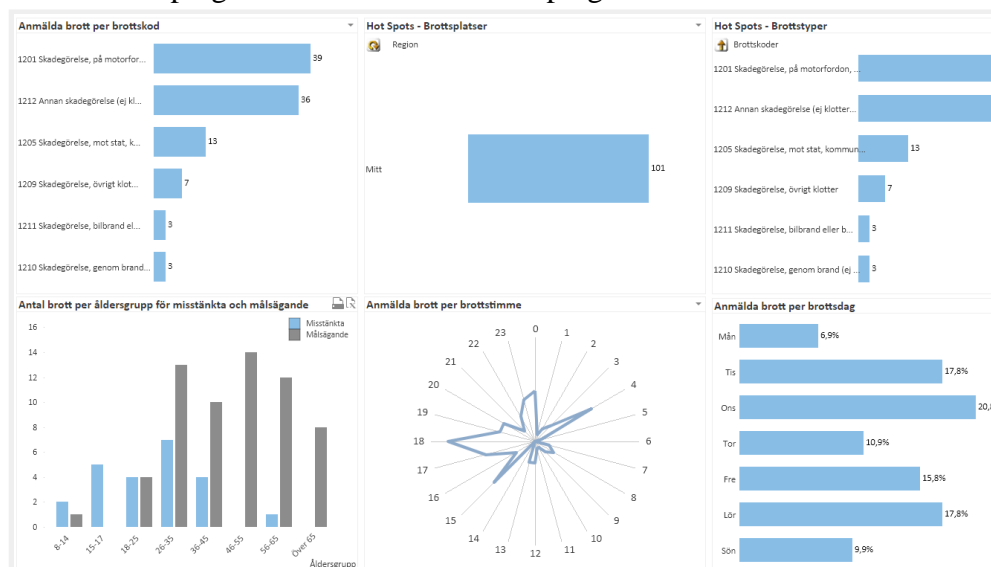 Anmälda brott per brottskod
1201 Skadegörelse, på motorfor...
39
1212 Annan skadegörelse (ej kl...
36
1205 Skadegörelse, mot stat, k...
13
1209 Skadegörelse, övrigt klot...
7
1211 Skadegörelse, bilbrand el...
3
1210 Skadegörelse, genom brand...
3
Hot Spots - Brottsplatser
Region
Mitt
101
Hot Spots - Brottstyper
Brottskoder
1201 Skadegörelse, på motorfordon, ...
1212 Annan skadegörelse (ej klotter...
1205 Skadegörelse, mot stat, kommun...
13
1209 Skadegörelse, övrigt klotter
7
1211 Skadegörelse, bilbrand eller b...
3
1210 Skadegörelse, genom brand (ej ...
3
Antal brott per åldersgrupp för misstänkta och målsägande
Misstänkta
Målsägande
16
14
12
10
8
6
4
2
0
8-14
15-17
18-25
26-35
36-45
46-55
56-65
Över 65
Åldersgrupp
Anmälda brott per brottstimme
0
1
2
3
4
5
6
7
8
9
10
11
12
13
14
15
16
17
18
19
20
21
22
23
Anmälda brott per brottsdag
Mån 6,9%
Tis 17,8%
Ons 20,8
Tor 10,9%
Fre 15,8%
Lör 17,8%
Sön 9,9%